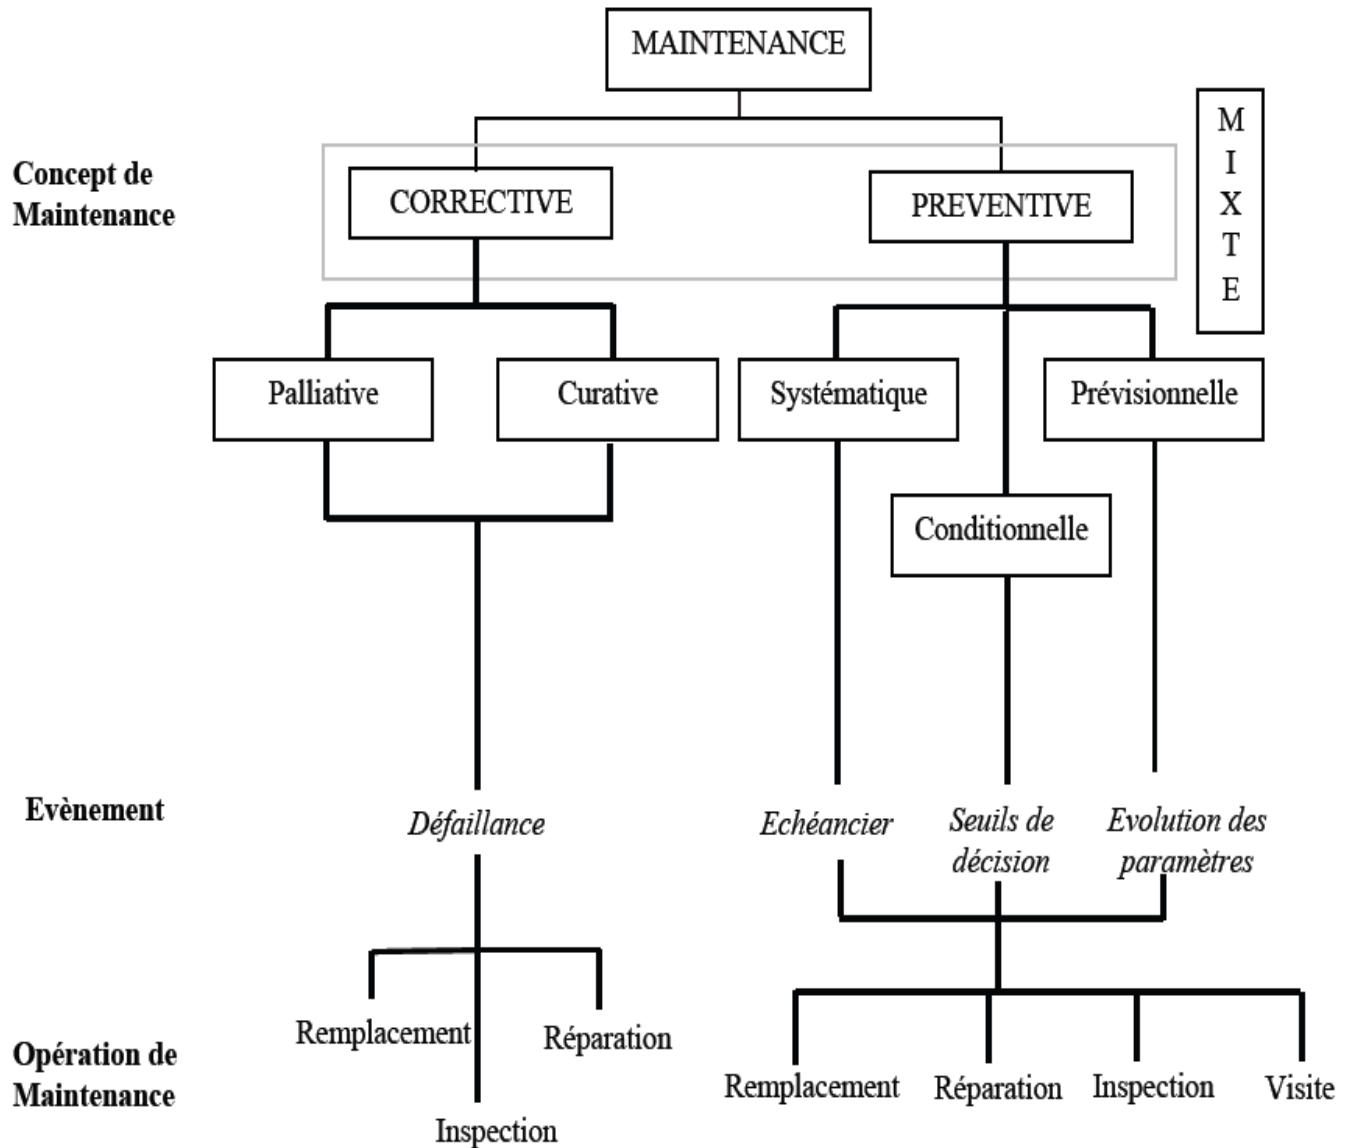 MAINTENANCE
M
I
X
T
E
Concept de
Maintenance
CORRECTIVE
PREVENTIVE
Palliative
Curative
Systématique
Prévisionnelle
Conditionnelle
Evènement
Défaillance
Echéancier
Seuils de
décision
Evolution des
paramètres
Opération de
Maintenance
Remplacement
Réparation
Inspection
Remplacement
Réparation
Inspection
Visite